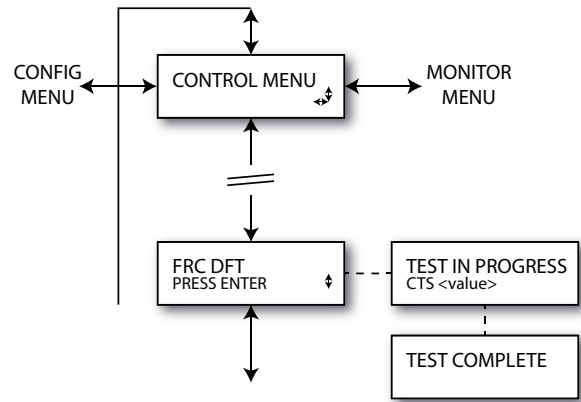 CONFIG
MENU
CONTROL MENU
MONITOR
MENU
FRC DFT
PRESS ENTER
TEST IN PROGRESS
CTS <value>
TEST COMPLETE